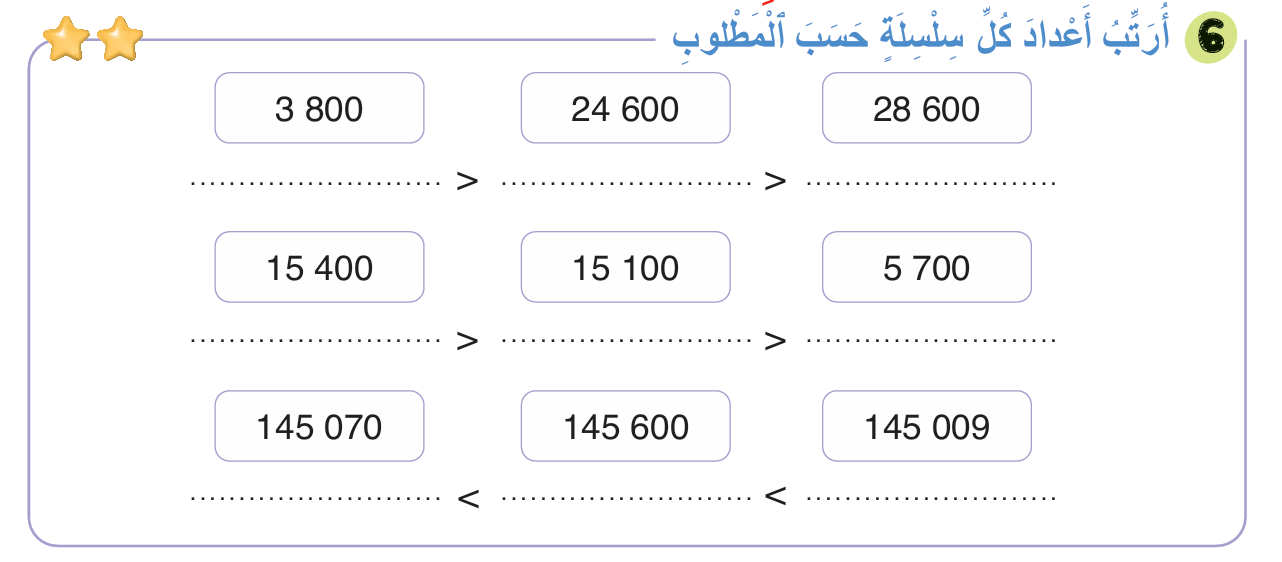 6 أُرَتِّبُ أَعْدادَ كُلِّ سِلْسِلَةٍ حَسَبَ ٱلْمَطْلوبِ
3 800 24 600 28 600
.......................... > .......................... > ..........................
15 400 15 100 5 700
.......................... > .......................... > ..........................
145 070 145 600 145 009
.......................... < .......................... < ..........................